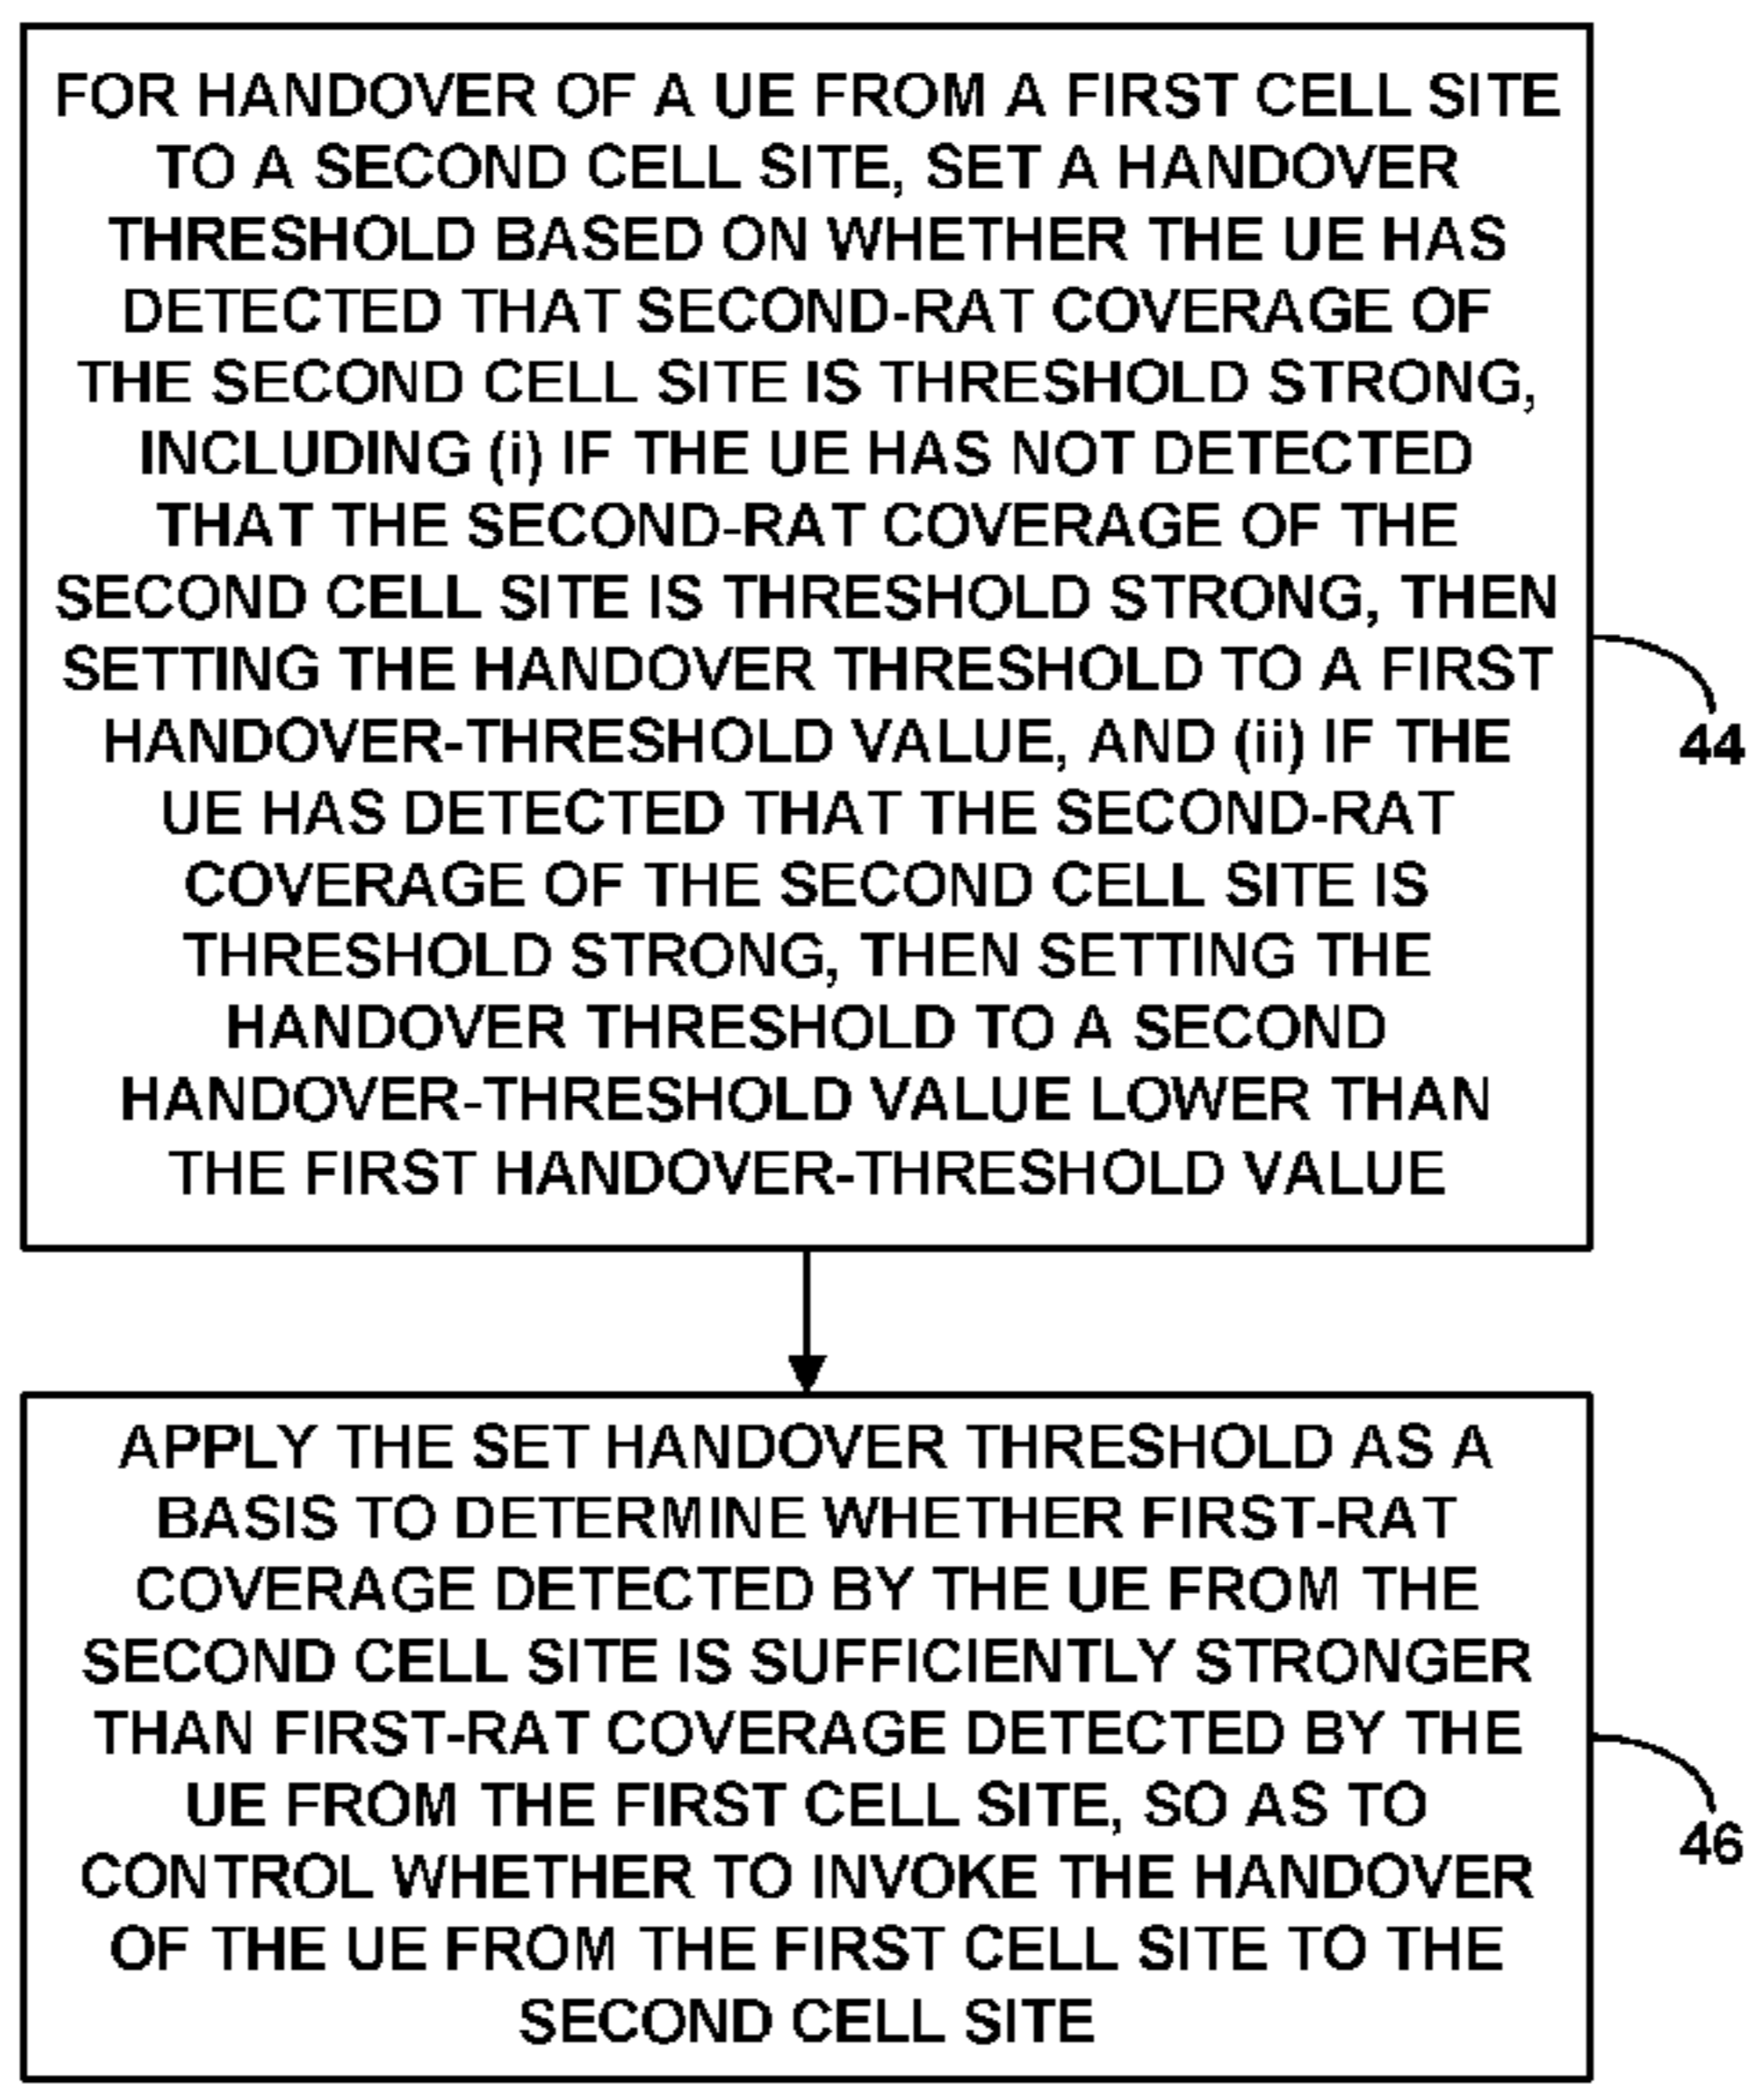 FOR HANDOVER OF A UE FROM A FIRST CELL SITE
TO A SECOND CELL SITE, SET A HANDOVER
THRESHOLD BASED ON WHETHER THE UE HAS
DETECTED THAT SECOND-RAT COVERAGE OF
THE SECOND CELL SITE IS THRESHOLD STRONG,
INCLUDING (i) IF THE UE HAS NOT DETECTED
THAT THE SECOND-RAT COVERAGE OF THE
SECOND CELL SITE IS THRESHOLD STRONG, THEN
SETTING THE HANDOVER THRESHOLD TO A FIRST
HANDOVER-THRESHOLD VALUE, AND (ii) IF THE
UE HAS DETECTED THAT THE SECOND-RAT
COVERAGE OF THE SECOND CELL SITE IS
THRESHOLD STRONG, THEN SETTING THE
HANDOVER THRESHOLD TO A SECOND
HANDOVER-THRESHOLD VALUE LOWER THAN
THE FIRST HANDOVER-THRESHOLD VALUE
44
APPLY THE SET HANDOVER THRESHOLD AS A
BASIS TO DETERMINE WHETHER FIRST-RAT
COVERAGE DETECTED BY THE UE FROM THE
SECOND CELL SITE IS SUFFICIENTLY STRONGER
THAN FIRST-RAT COVERAGE DETECTED BY THE
UE FROM THE FIRST CELL SITE, SO AS TO
CONTROL WHETHER TO INVOKE THE HANDOVER
OF THE UE FROM THE FIRST CELL SITE TO THE
SECOND CELL SITE
46